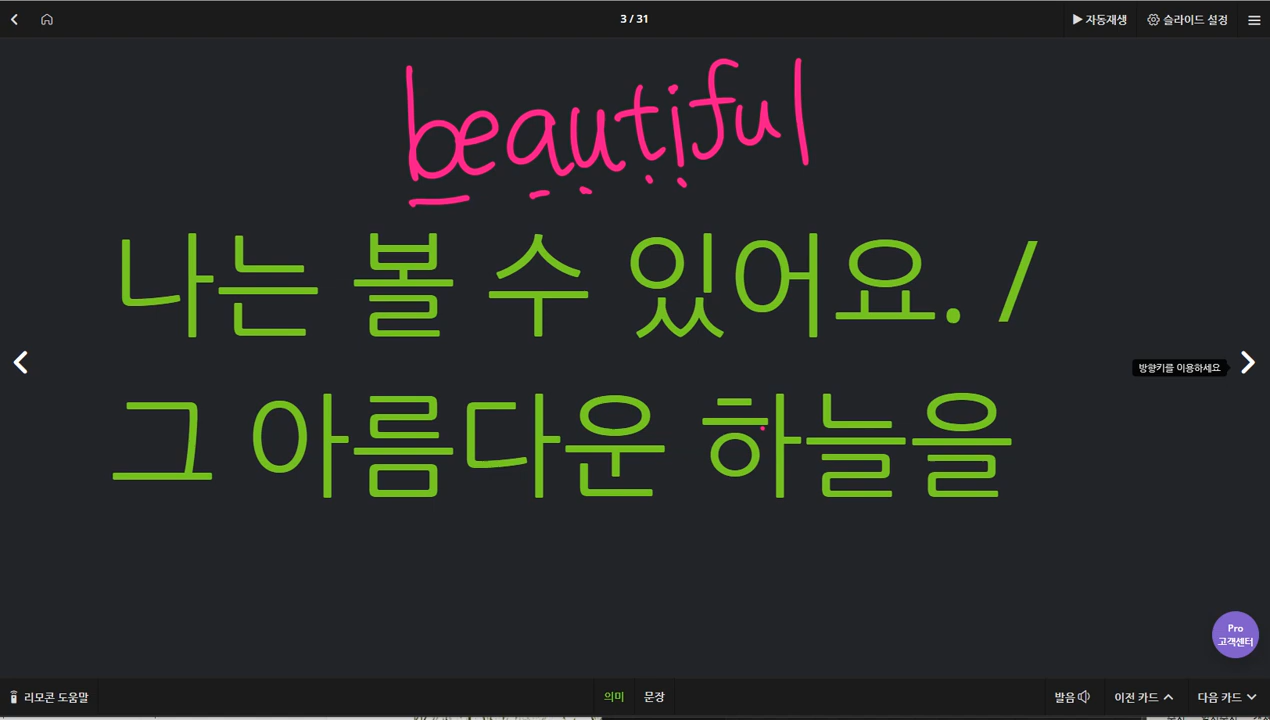 3 / 31
자동재생
슬라이드 설정
beautiful
나는 볼 수 있어요. /
그 아름다운 하늘을
방향키를 이용하세요
Pro
고객센터
리모콘 도움말
의미
문장
발음
이전 카드
다음 카드